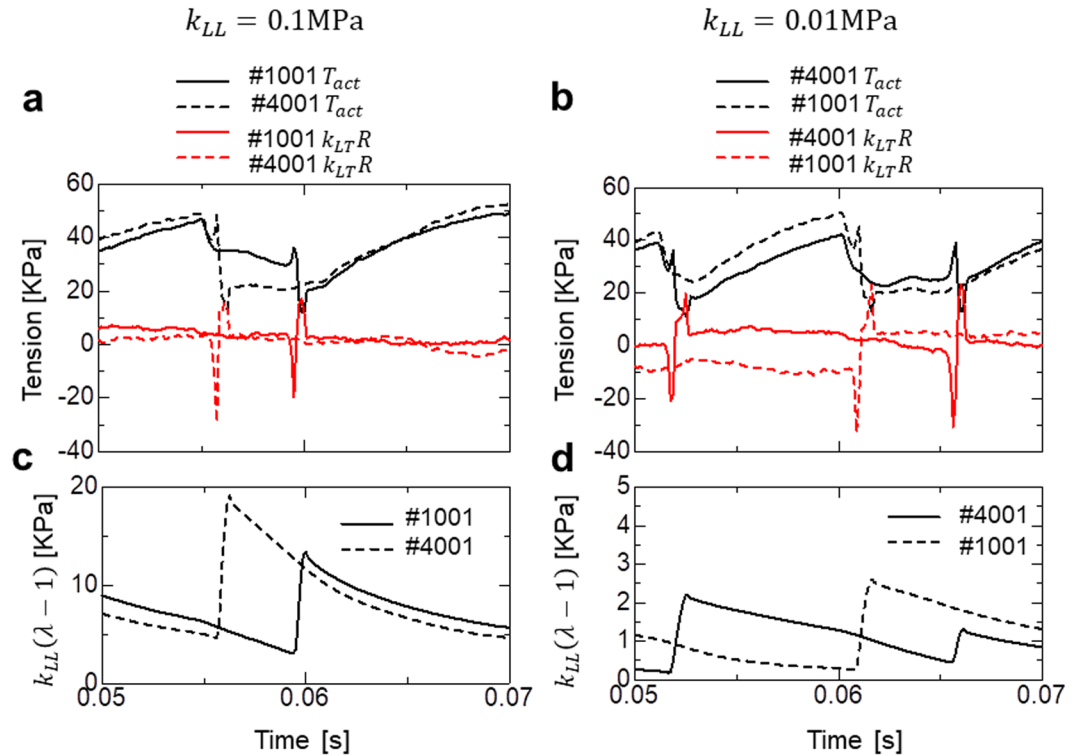 k_LL = 0.1MPa
k_LL = 0.01MPa
a
#1001 T_act
#4001 T_act
#1001 k_LT R
#4001 k_LT R
b
#4001 T_act
#1001 T_act
#4001 k_LT R
#1001 k_LT R
Tension [KPa]
60
40
20
0
-20
-40
Tension [KPa]
60
40
20
0
-20
-40
c
k_LL(λ − 1) [KPa]
20
10
0
#1001
#4001
0.05
0.06
0.07
Time [s]
d
k_LL(λ − 1) [KPa]
5
4
3
2
1
0
#4001
#1001
0.05
0.06
0.07
Time [s]